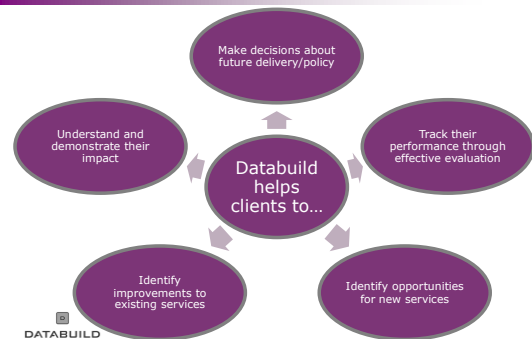 Make decisions about
future delivery/policy
Understand and
demonstrate their
impact
Track their
performance through
effective evaluation
Databuild
helps
clients to…
Identify
improvements to
existing services
Identify opportunities
for new services
DATABUILD